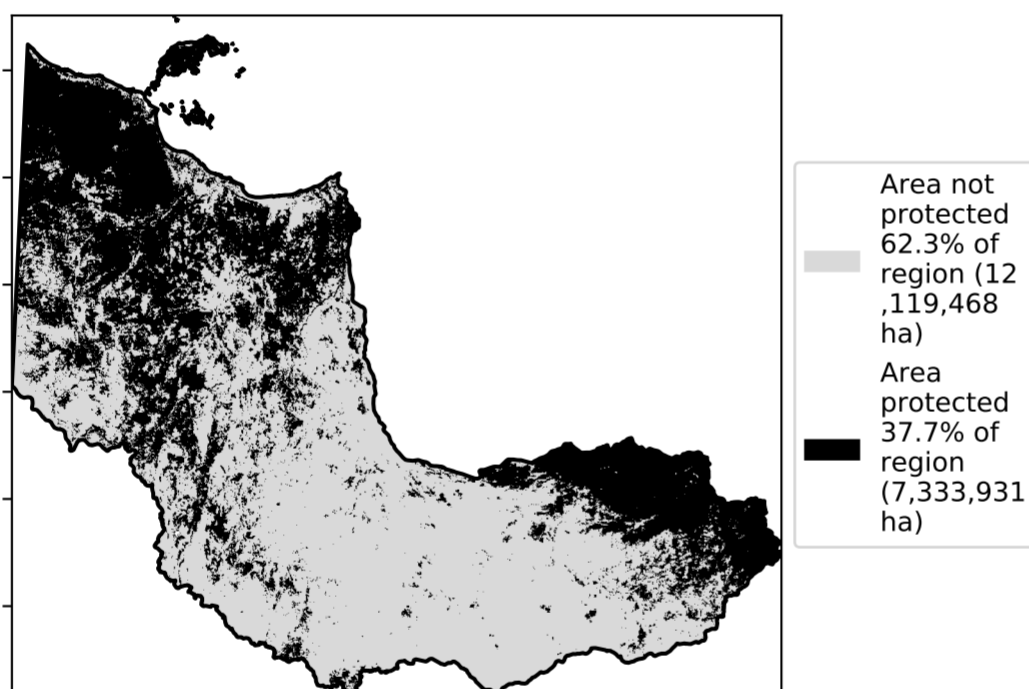 Area not
protected
62.3% of
region (12
,119,468
ha)
Area
protected
37.7% of
region
(7,333,931
ha)